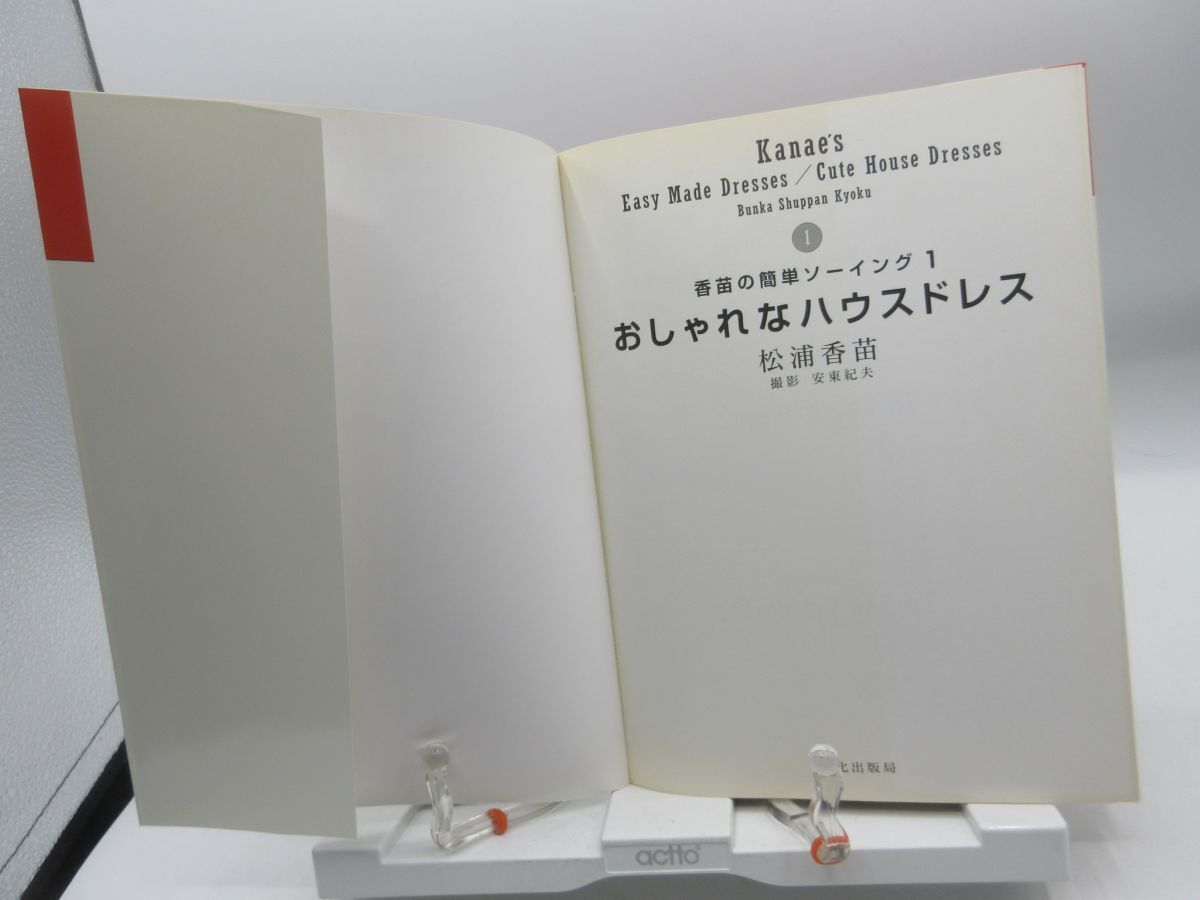 Kanae's
Easy Made Dresses / Cute House Dresses
Bunka Shuppan Kyoku
1
香苗の簡単ソーイング 1
おしゃれなハウスドレス
松浦香苗
撮影 安東紀夫
化出版局
actto